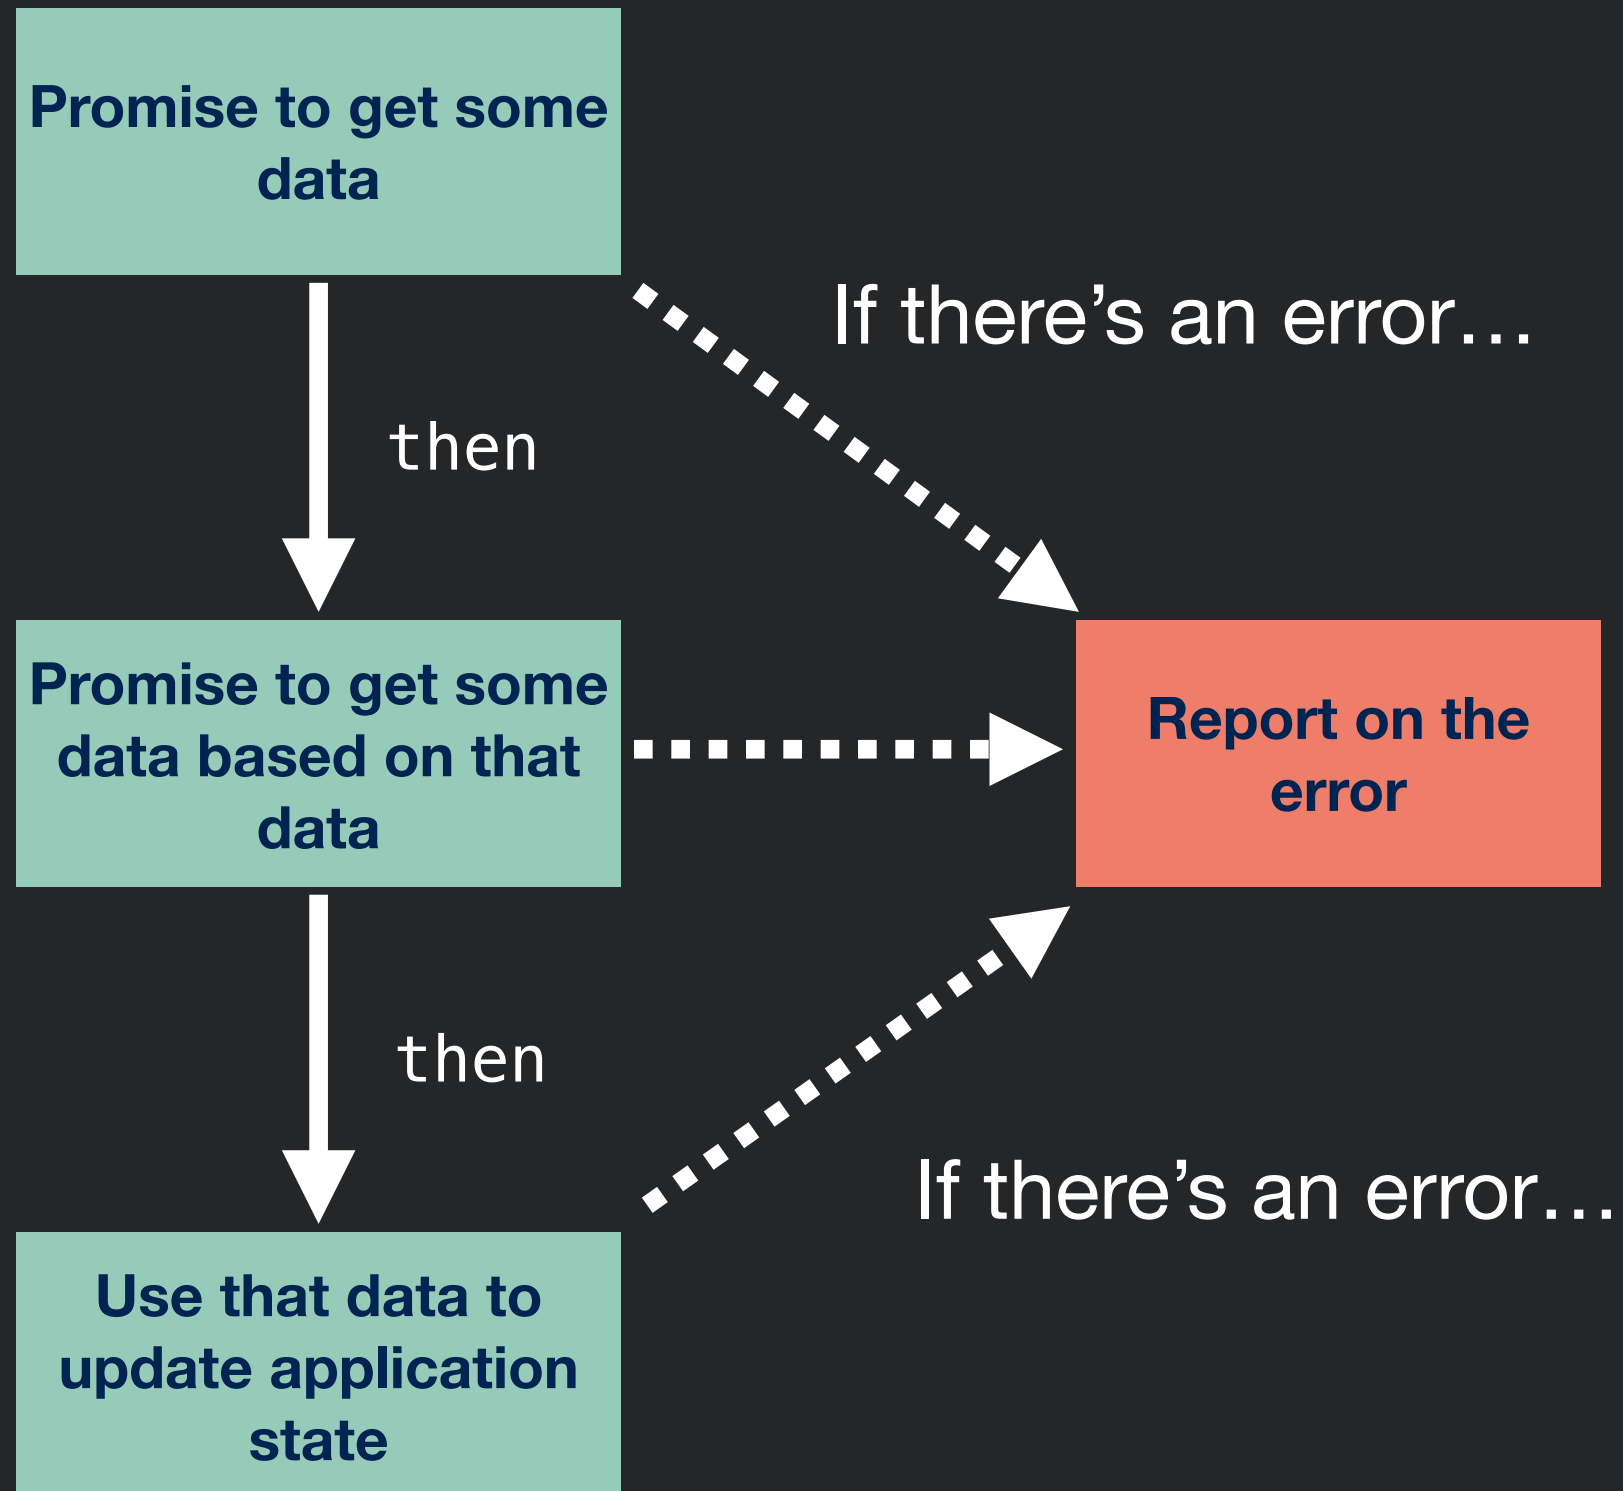 Promise to get some
data
If there’s an error…
then
Promise to get some
data based on that
data
Report on the
error
then
If there’s an error…
Use that data to
update application
state